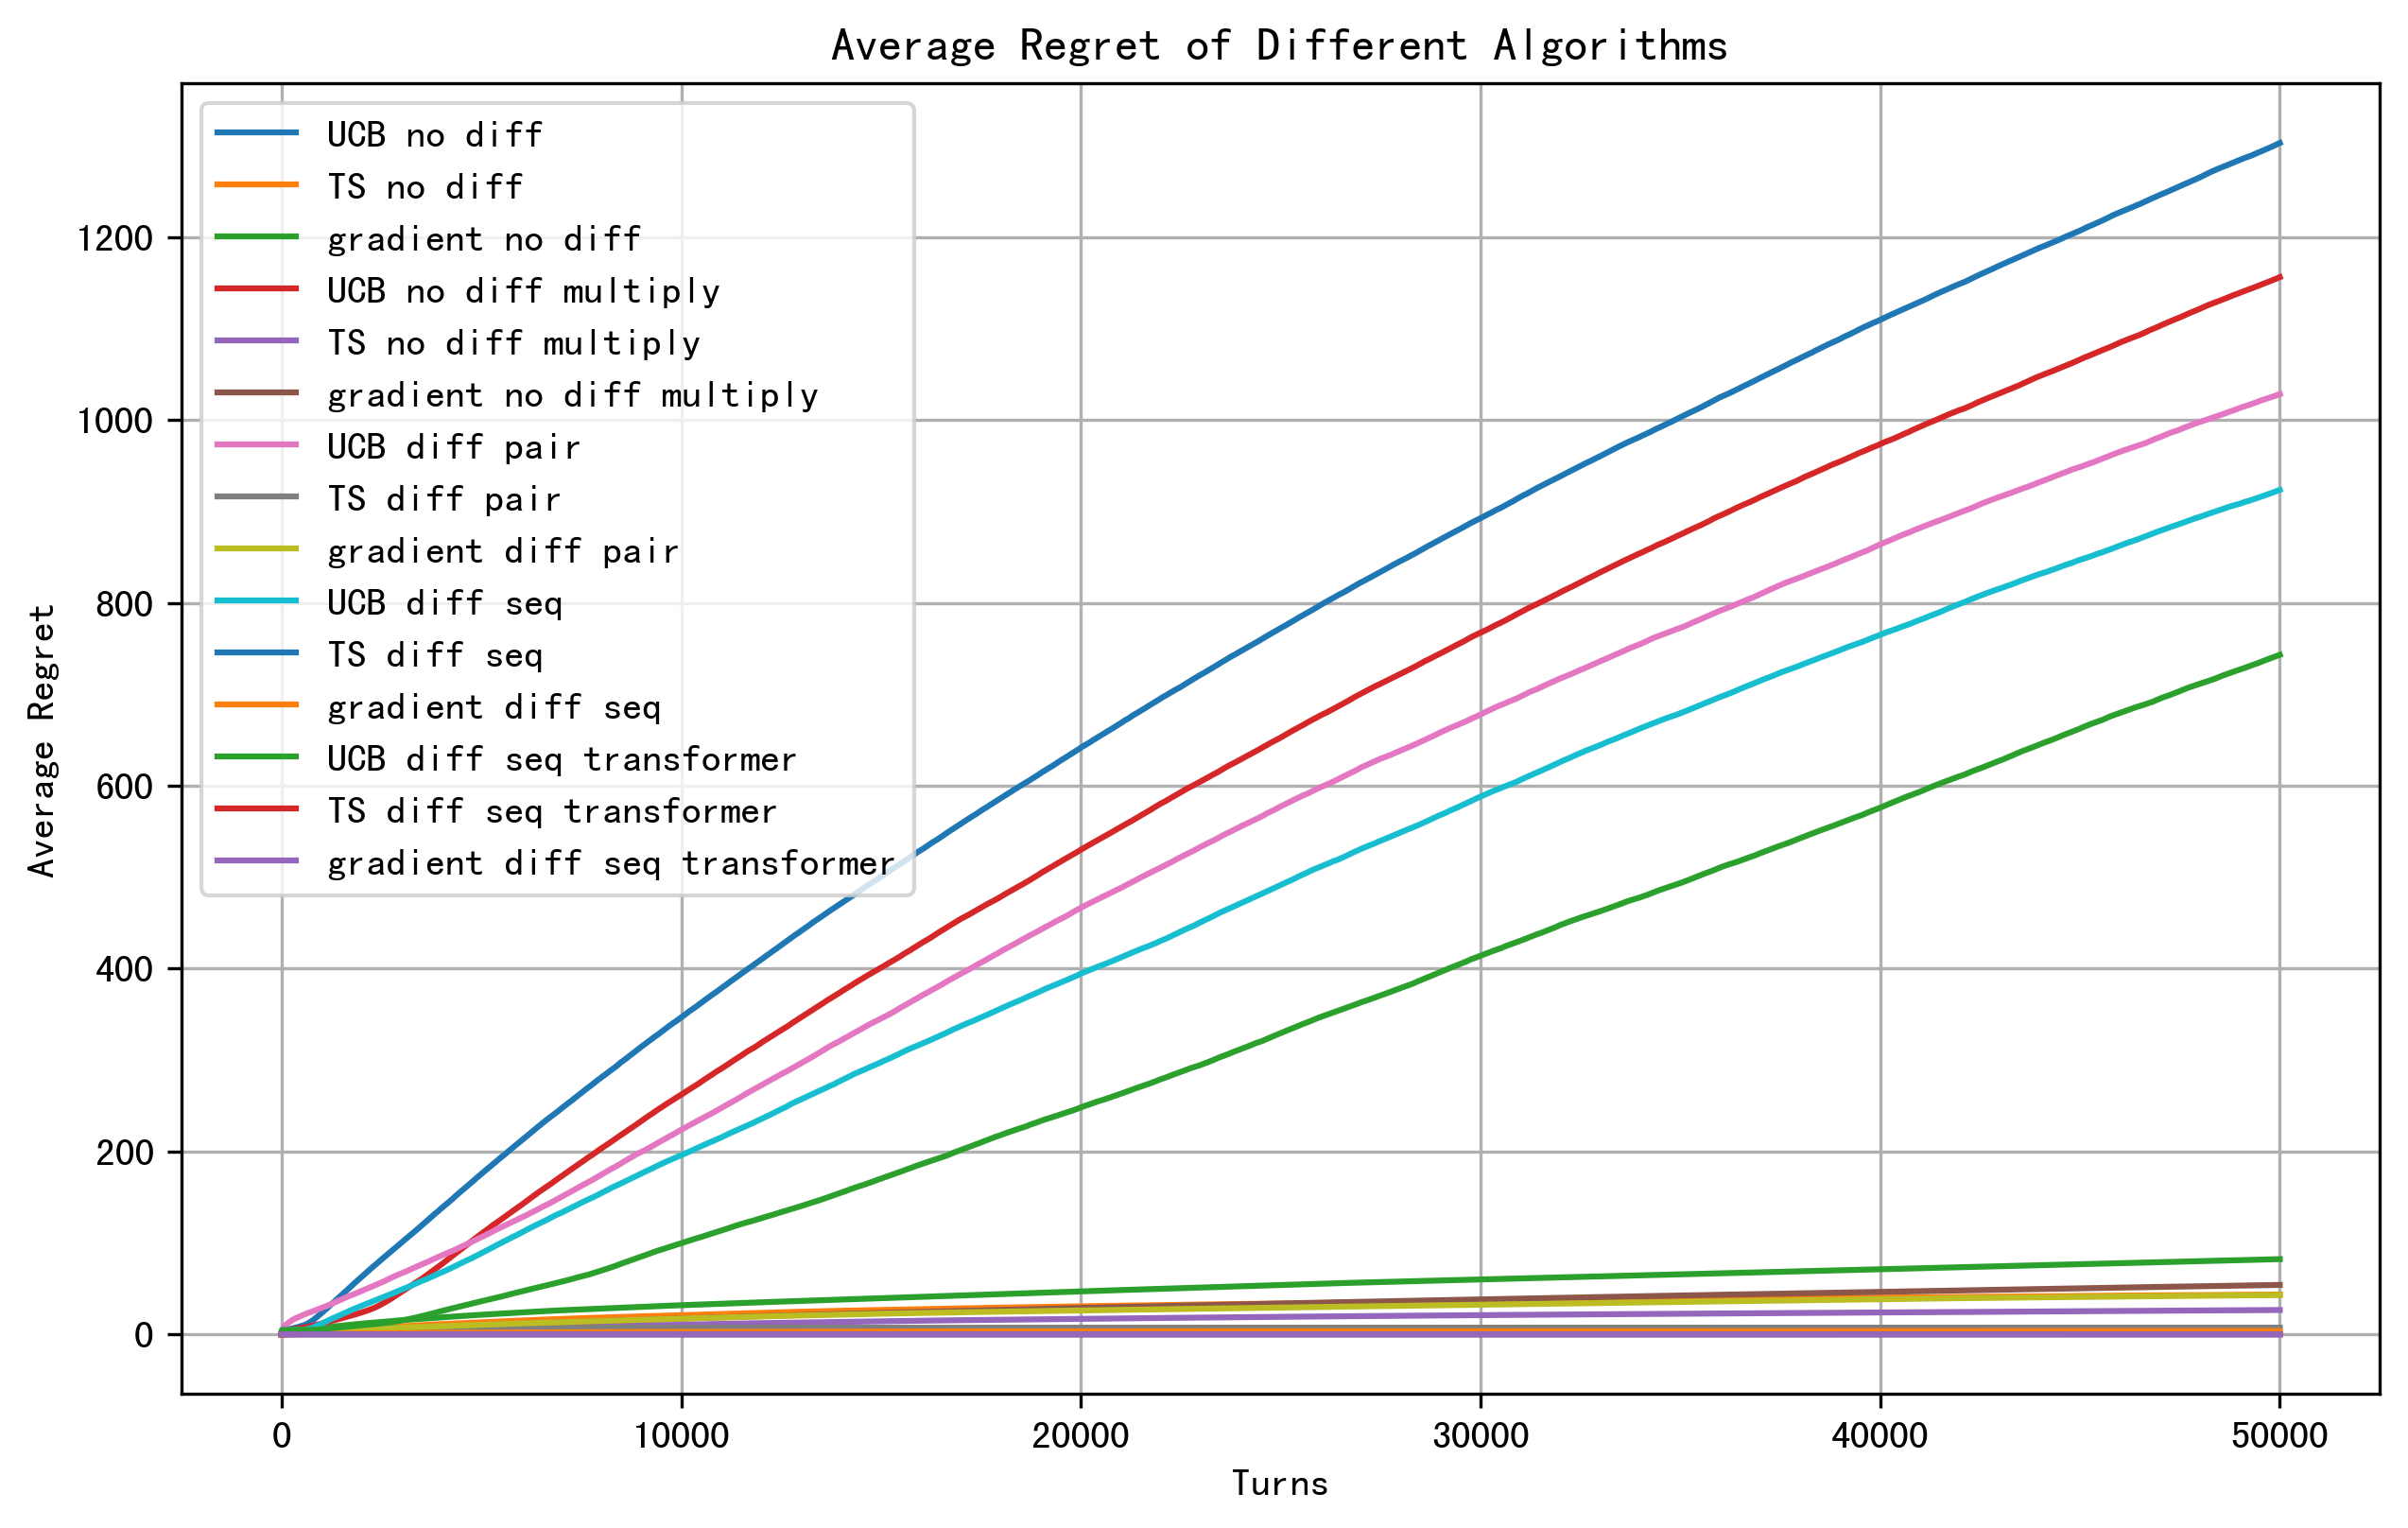 Average Regret of Different Algorithms
UCB no diff
TS no diff
gradient no diff
UCB no diff multiply
TS no diff multiply
gradient no diff multiply
UCB diff pair
TS diff pair
gradient diff pair
UCB diff seq
TS diff seq
gradient diff seq
UCB diff seq transformer
TS diff seq transformer
gradient diff seq transformer
1200
1000
800
600
400
200
0
Average Regret
0 10000 20000 30000 40000 50000
Turns